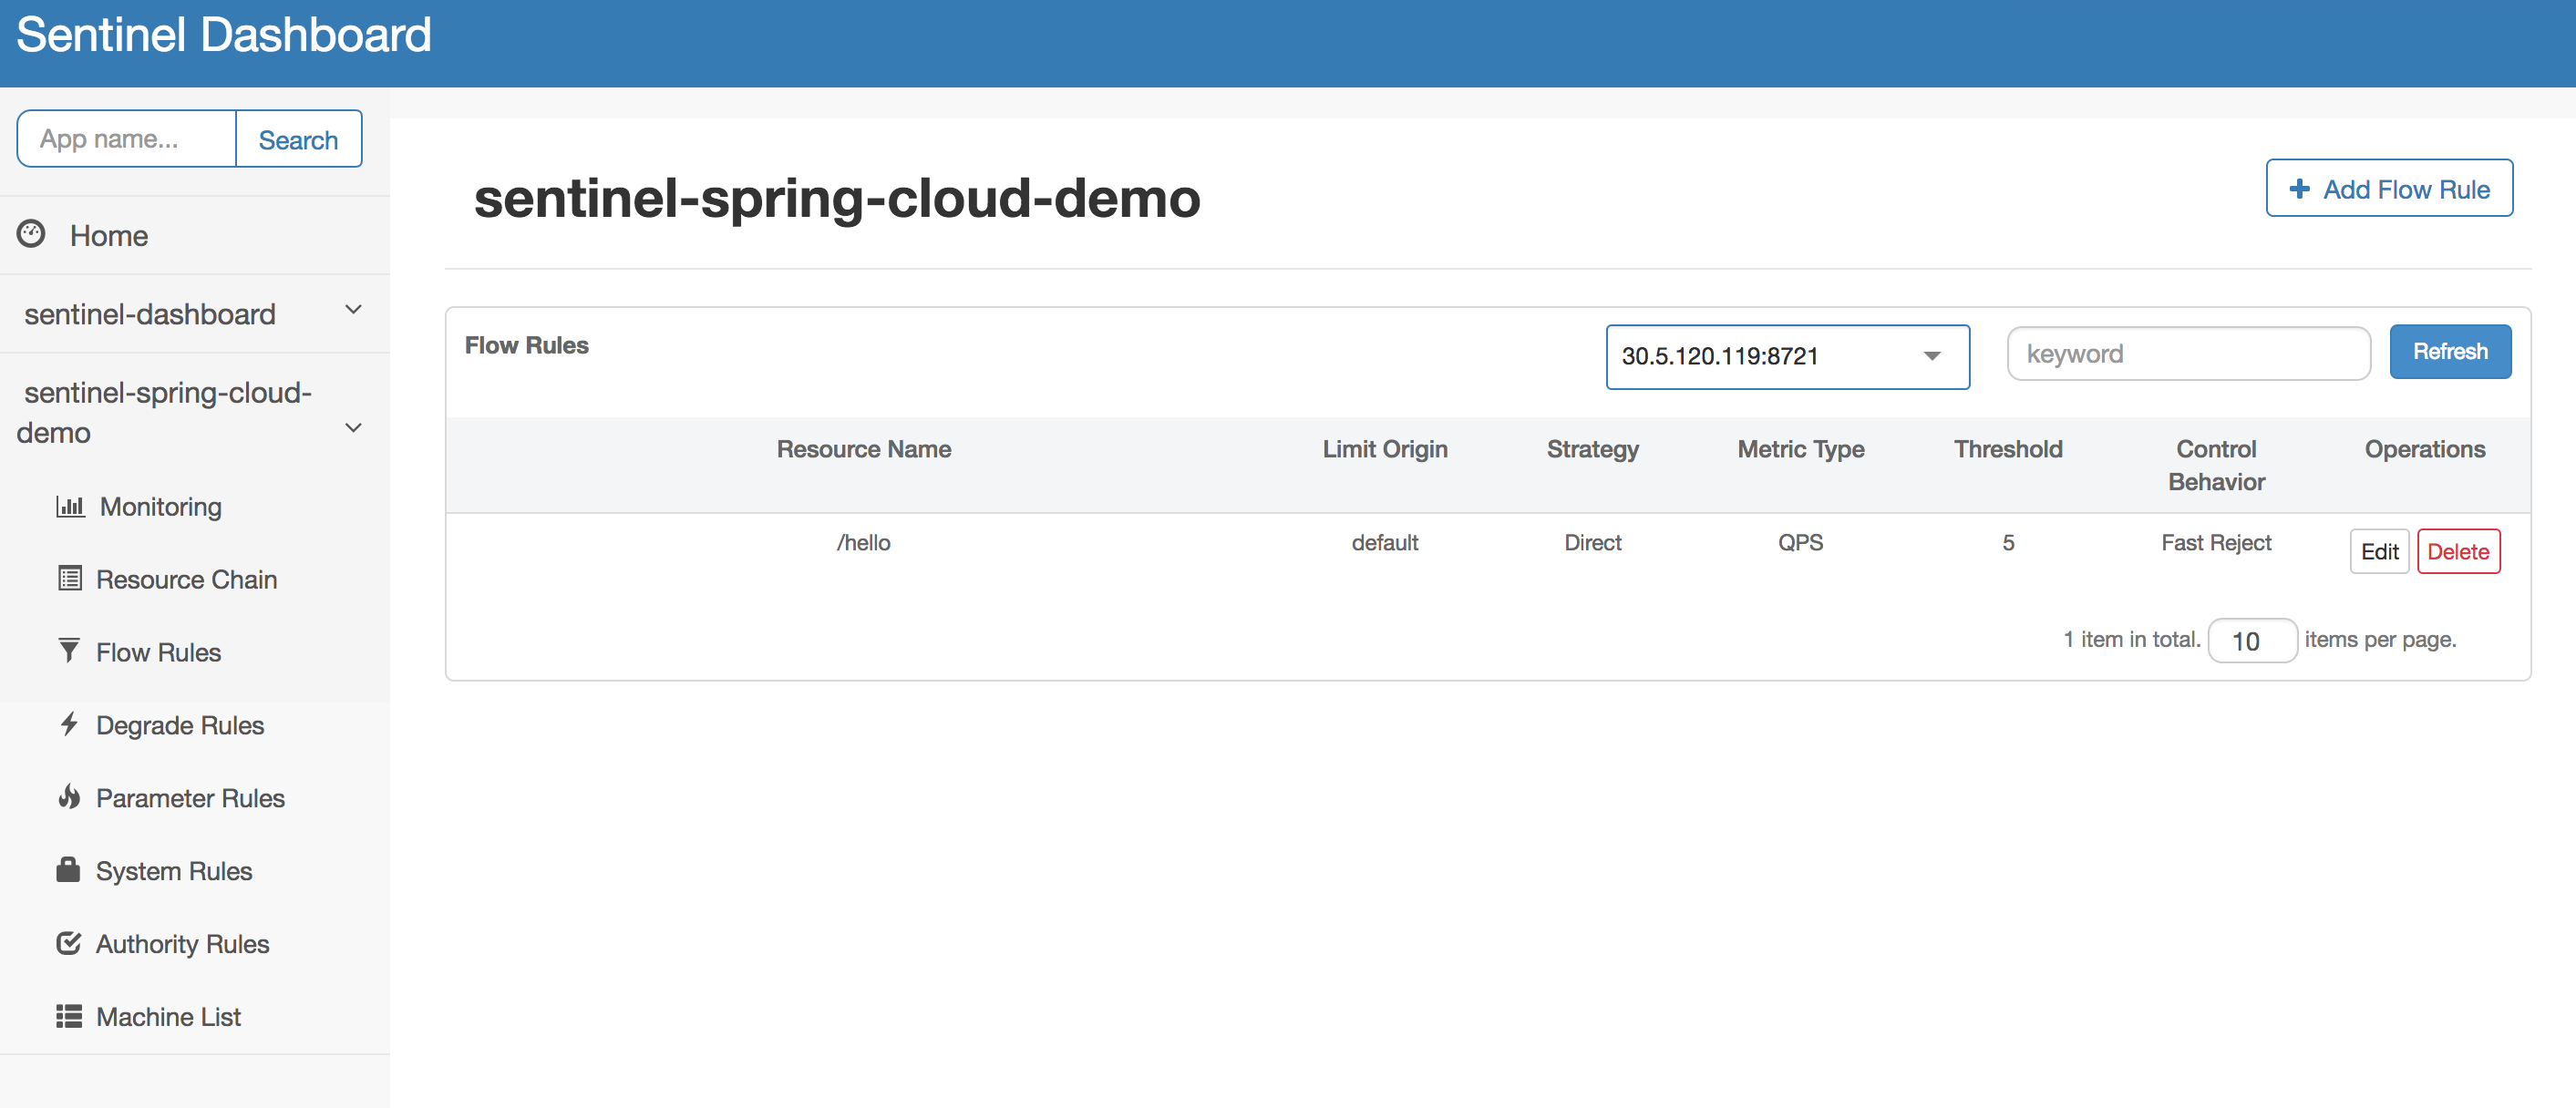 Sentinel Dashboard
App name...
Search
Home
sentinel-dashboard
sentinel-spring-cloud-
demo
Monitoring
Resource Chain
Flow Rules
Degrade Rules
Parameter Rules
System Rules
Authority Rules
Machine List
sentinel-spring-cloud-demo
Add Flow Rule
Flow Rules
30.5.120.119:8721
keyword
Refresh
Resource Name Limit Origin Strategy Metric Type Threshold Control Operations
Behavior
/hello default Direct QPS 5 Fast Reject Edit Delete
1 item in total. 10 items per page.